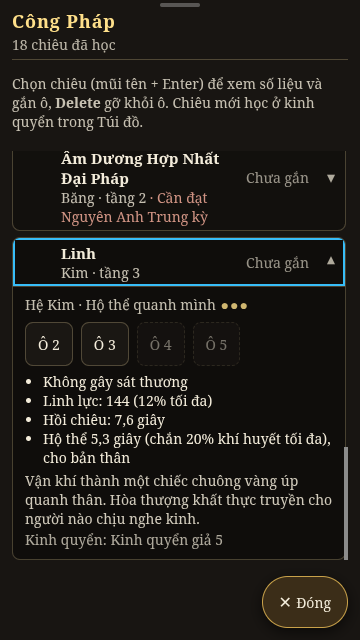 Công Pháp
18 chiêu đã học
Chọn chiêu (mũi tên + Enter) để xem số liệu và
gắn ô, Delete gỡ khỏi ô. Chiêu mới học ở kinh
quyển trong Túi đồ.
Âm Dương Hợp Nhất
Đại Pháp
Băng · tầng 2 · Cần đạt
Nguyên Anh Trung kỳ
Chưa gắn ▼
Linh
Kim · tầng 3
Chưa gắn ▲
Hệ Kim · Hộ thể quanh mình ●●●
Ô 2 Ô 3 Ô 4 Ô 5
• Không gây sát thương
• Linh lực: 144 (12% tối đa)
• Hồi chiêu: 7,6 giây
• Hộ thể 5,3 giây (chắn 20% khí huyết tối đa),
cho bản thân
Vận khí thành một chiếc chuông vàng úp
quanh thân. Hòa thượng khất thực truyền cho
người nào chịu nghe kinh.
Kinh quyển: Kinh quyển giả 5
✕ Đóng